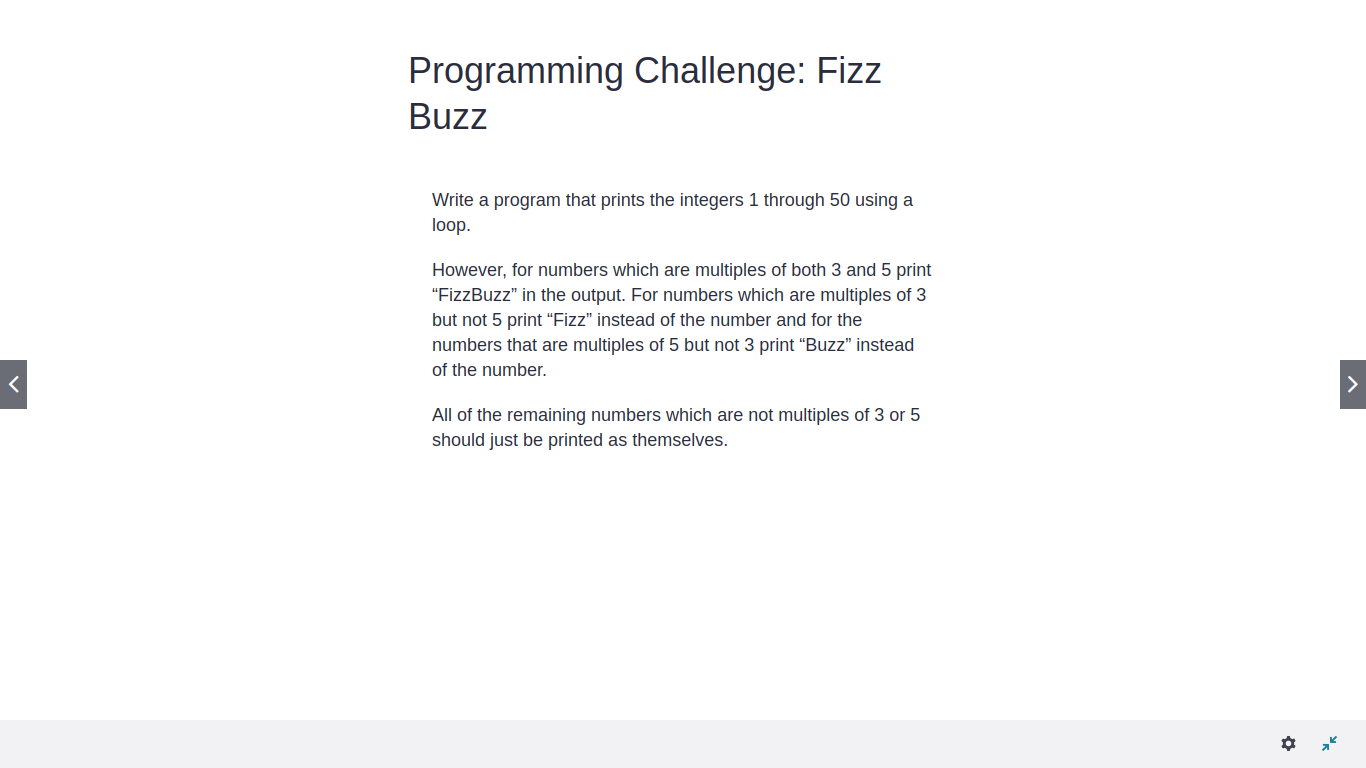 Programming Challenge: Fizz
Buzz
Write a program that prints the integers 1 through 50 using a
loop.
However, for numbers which are multiples of both 3 and 5 print
“FizzBuzz” in the output. For numbers which are multiples of 3
but not 5 print “Fizz” instead of the number and for the
numbers that are multiples of 5 but not 3 print “Buzz” instead
of the number.
All of the remaining numbers which are not multiples of 3 or 5
should just be printed as themselves.